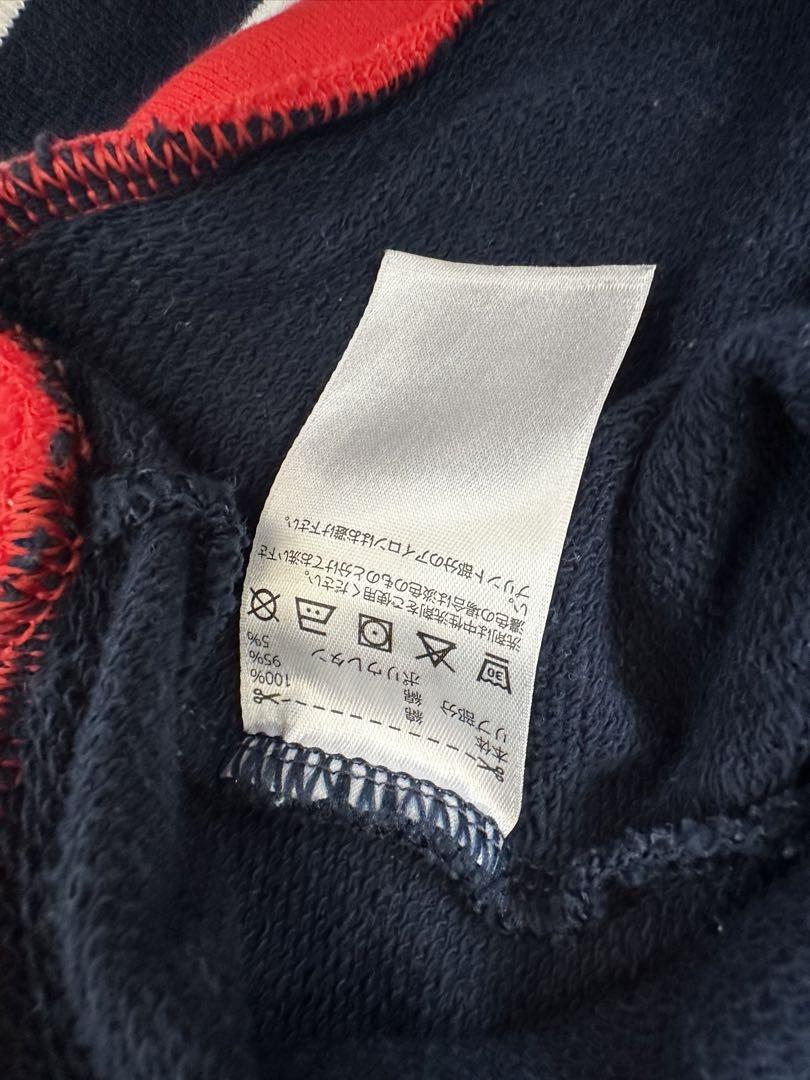 本体 綿 100%
リブ部分 綿 95%
ポリウレタン 5%
30
洗剤は中性洗剤をご使用ください。
濃色の場合は淡色のものと分けてお洗い下さ
い。
プリント部分のアイロンはお避け下さい。